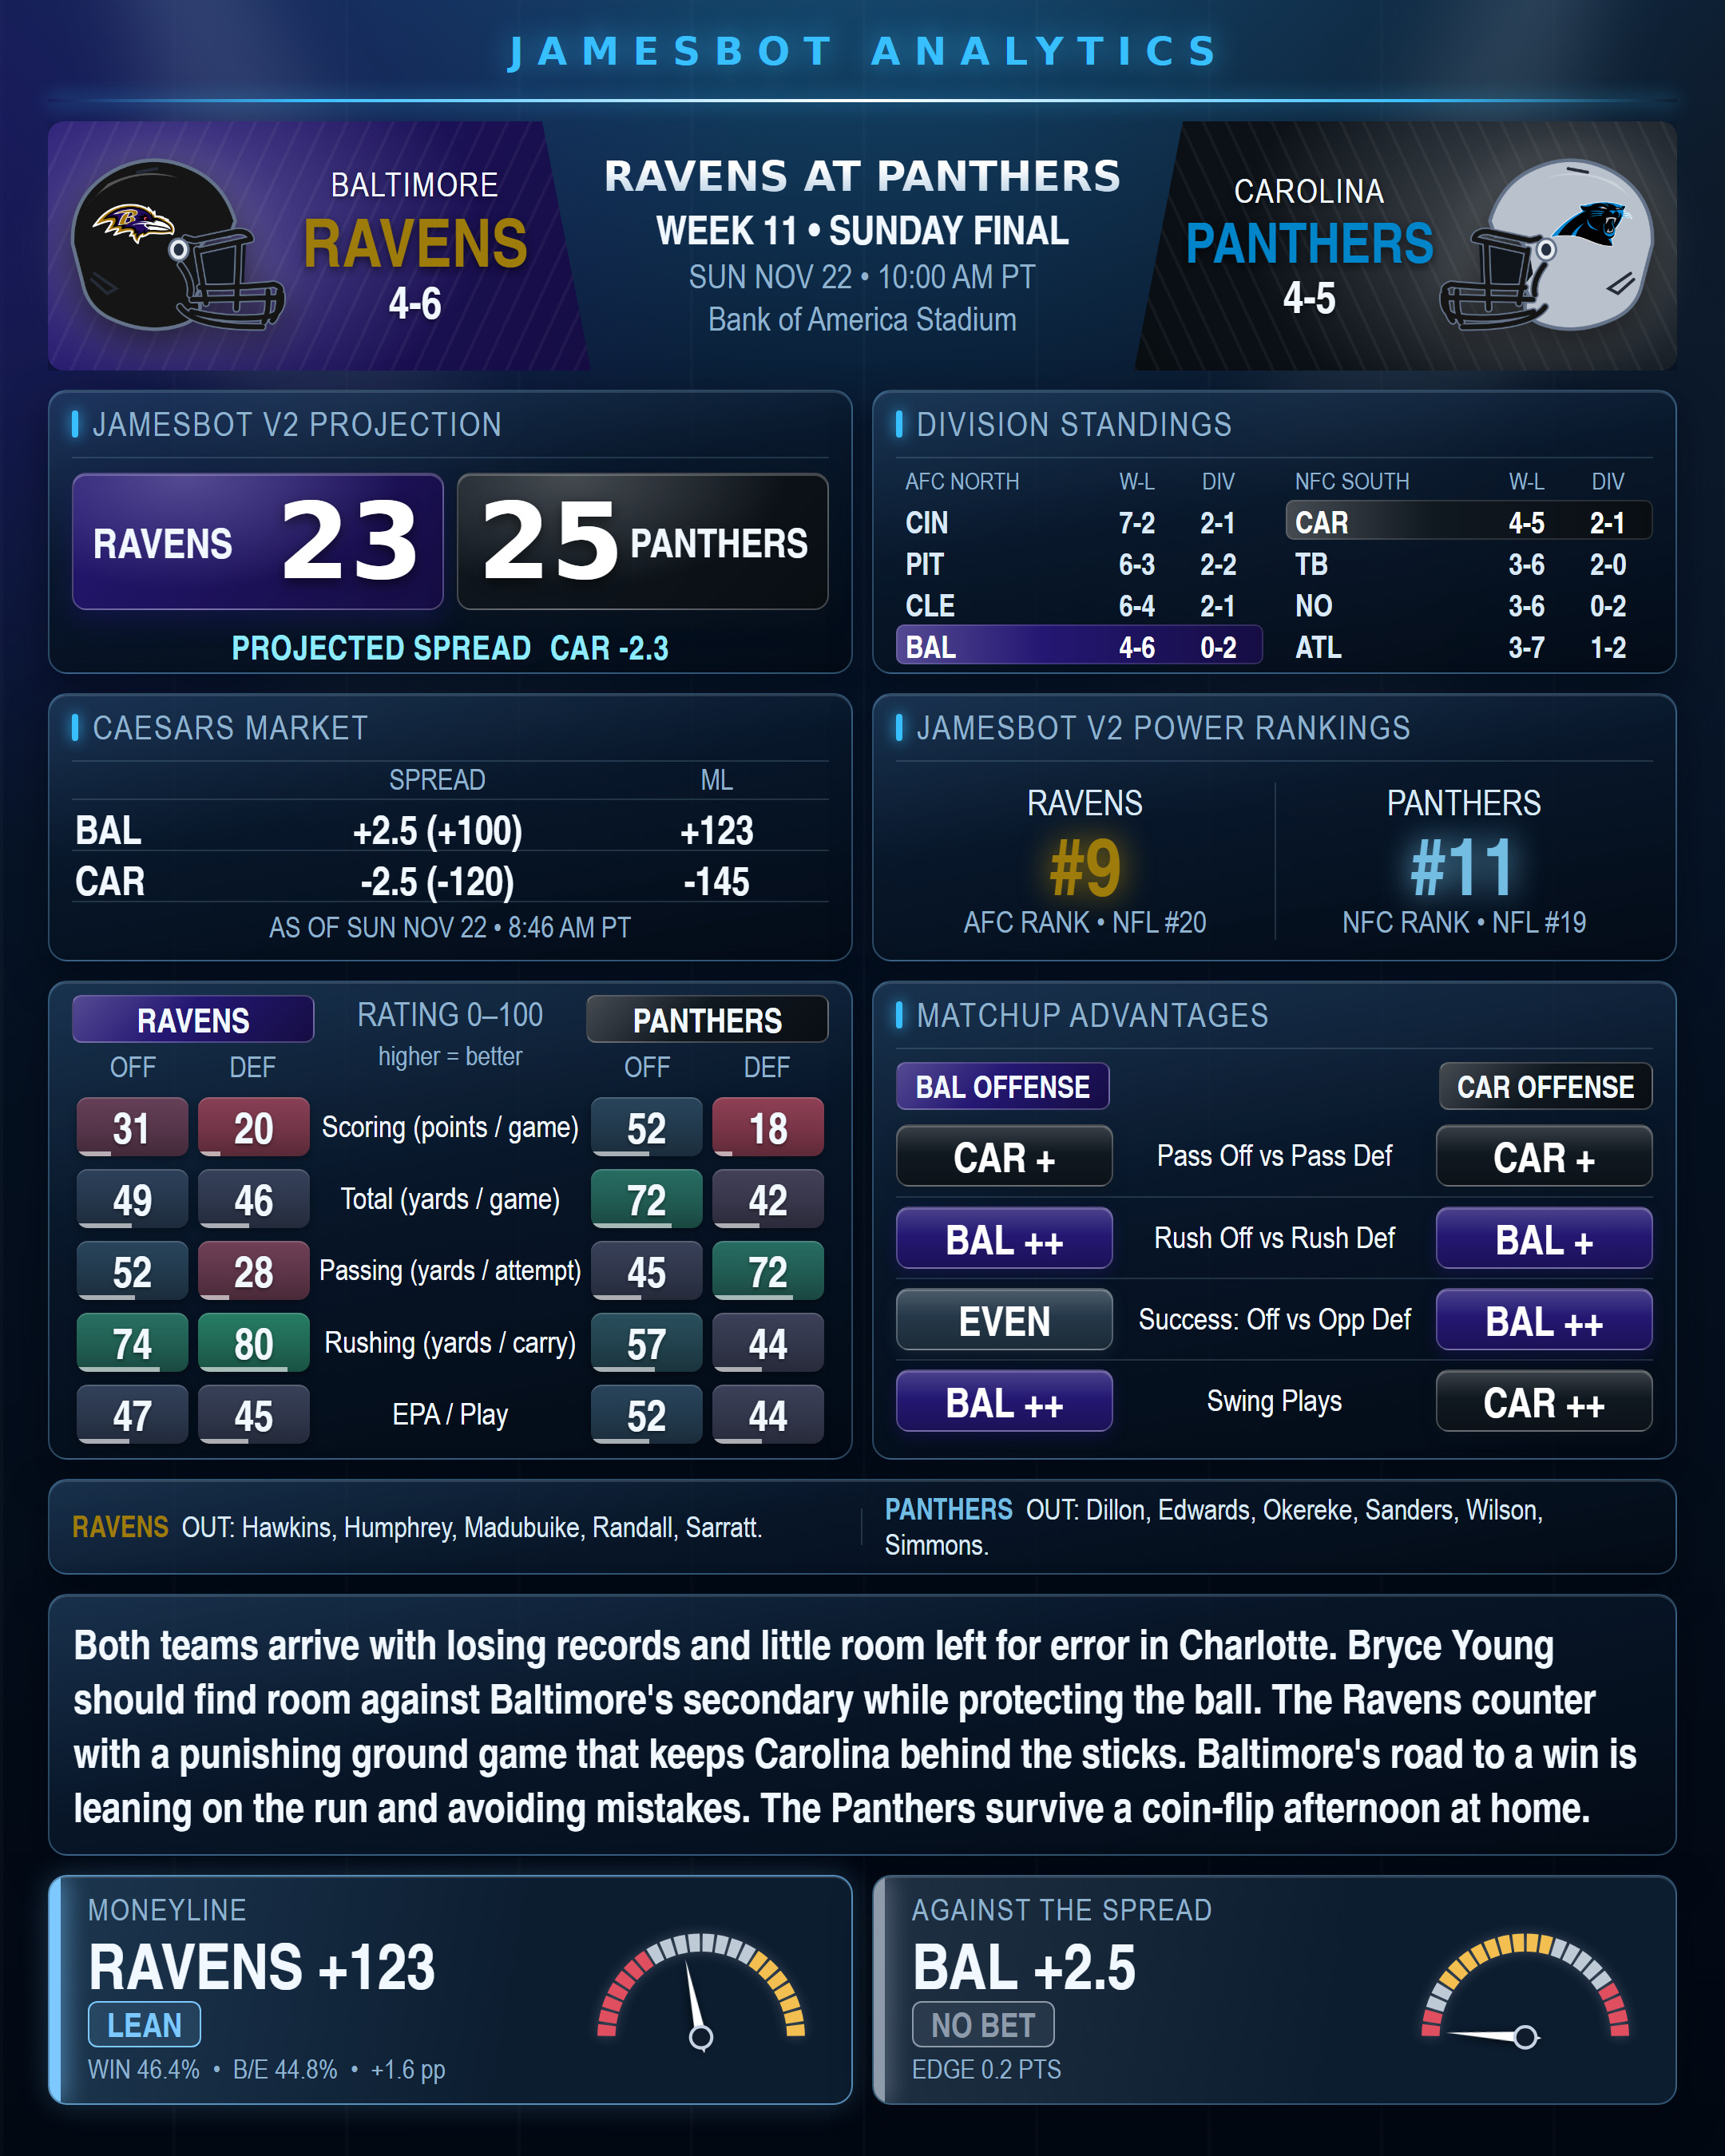 JAMESBOT ANALYTICS
BALTIMORE
RAVENS
4-6
RAVENS AT PANTHERS
WEEK 11 • SUNDAY FINAL
SUN NOV 22 • 10:00 AM PT
Bank of America Stadium
CAROLINA
PANTHERS
4-5
JAMESBOT V2 PROJECTION
RAVENS 23
25 PANTHERS
PROJECTED SPREAD CAR -2.3
DIVISION STANDINGS
AFC NORTH W-L DIV
CIN 7-2 2-1
PIT 6-3 2-2
CLE 6-4 2-1
BAL 4-6 0-2
NFC SOUTH W-L DIV
CAR 4-5 2-1
TB 3-6 2-0
NO 3-6 0-2
ATL 3-7 1-2
CAESARS MARKET
SPREAD ML
BAL +2.5 (+100) +123
CAR -2.5 (-120) -145
AS OF SUN NOV 22 • 8:46 AM PT
JAMESBOT V2 POWER RANKINGS
RAVENS
#9
AFC RANK • NFL #20
PANTHERS
#11
NFC RANK • NFL #19
RAVENS RATING 0–100 PANTHERS
OFF DEF higher = better OFF DEF
31 20 Scoring (points / game) 52 18
49 46 Total (yards / game) 72 42
52 28 Passing (yards / attempt) 45 72
74 80 Rushing (yards / carry) 57 44
47 45 EPA / Play 52 44
MATCHUP ADVANTAGES
BAL OFFENSE CAR OFFENSE
CAR + Pass Off vs Pass Def CAR +
BAL ++ Rush Off vs Rush Def BAL +
EVEN Success: Off vs Opp Def BAL ++
BAL ++ Swing Plays CAR ++
RAVENS OUT: Hawkins, Humphrey, Madubuike, Randall, Sarratt.
PANTHERS OUT: Dillon, Edwards, Okereke, Sanders, Wilson,
Simmons.
Both teams arrive with losing records and little room left for error in Charlotte. Bryce Young
should find room against Baltimore's secondary while protecting the ball. The Ravens counter
with a punishing ground game that keeps Carolina behind the sticks. Baltimore's road to a win is
leaning on the run and avoiding mistakes. The Panthers survive a coin-flip afternoon at home.
MONEYLINE
RAVENS +123
LEAN
WIN 46.4% • B/E 44.8% • +1.6 pp
AGAINST THE SPREAD
BAL +2.5
NO BET
EDGE 0.2 PTS